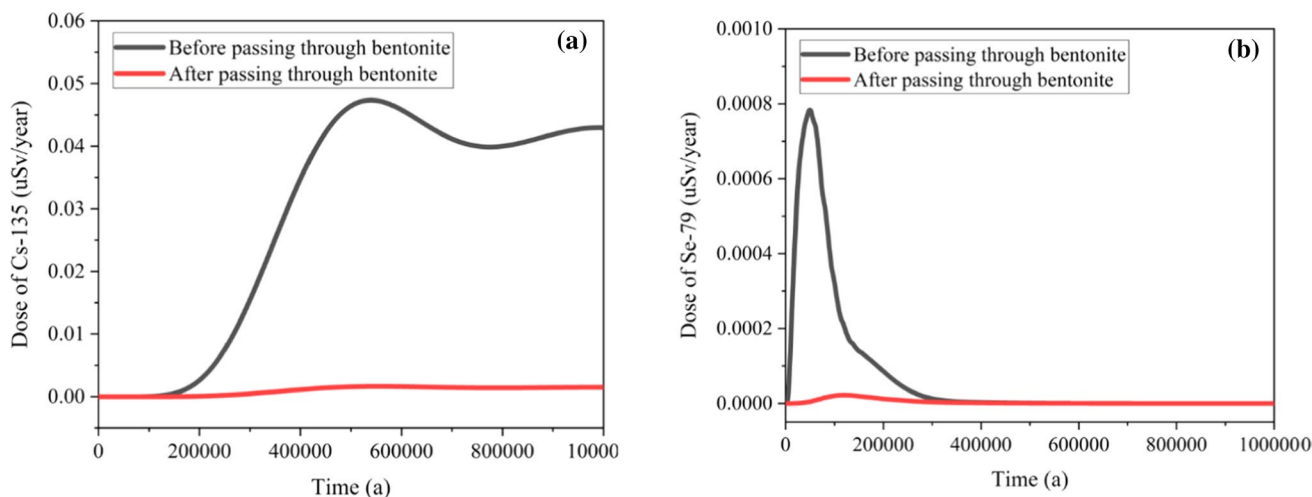 (a)
Before passing through bentonite
After passing through bentonite
Dose of Cs-135 (uSv/year)
0.06
0.05
0.04
0.03
0.02
0.01
0.00
0 200000 400000 600000 800000 100000
Time (a)
(b)
Before passing through bentonite
After passing through bentonite
Dose of Se-79 (uSv/year)
0.0010
0.0008
0.0006
0.0004
0.0002
0.0000
0 200000 400000 600000 800000 1000000
Time (a)